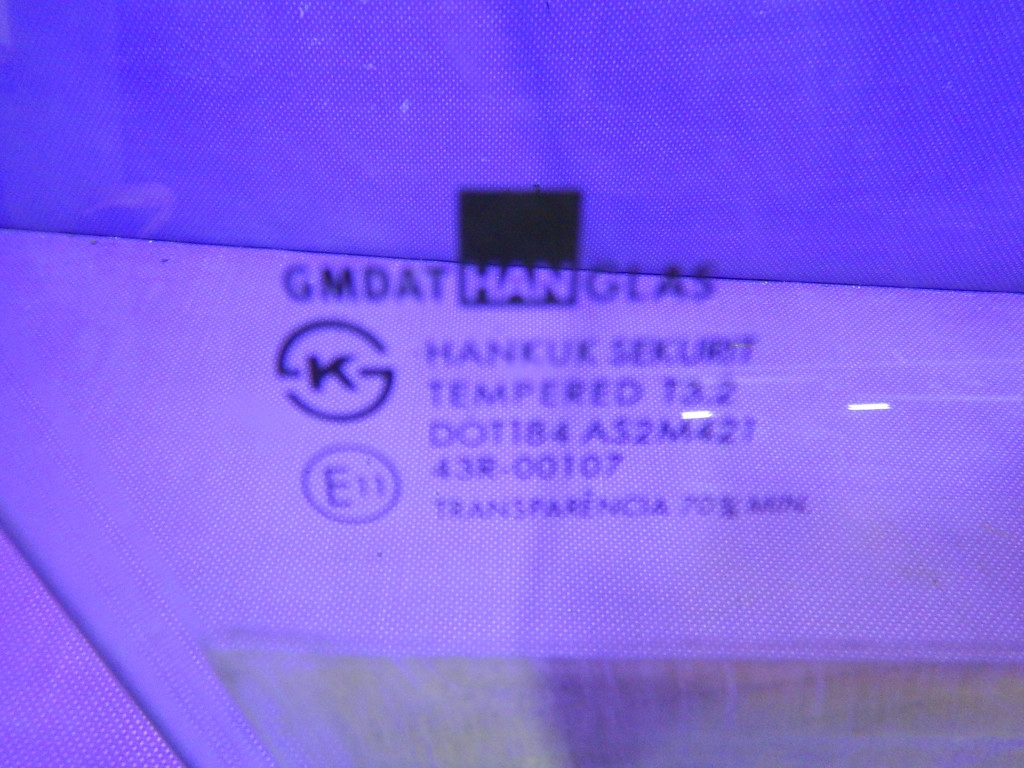 GMDAT HANGLAS
K
HANKUK SEKURIT
TEMPERED T3.2
DOT184 AS2M421
43R-00107
E11
TRANSPARÊNCIA 70% MIN